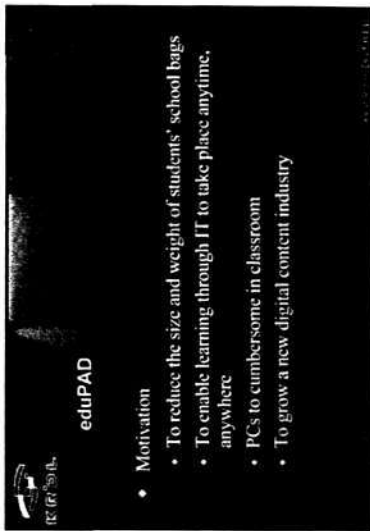 KRDL
eduPAD
• Motivation
• To reduce the size and weight of students' school bags
• To enable learning through IT to take place anytime,
anywhere
• PCs to cumbersome in classroom
• To grow a new digital content industry